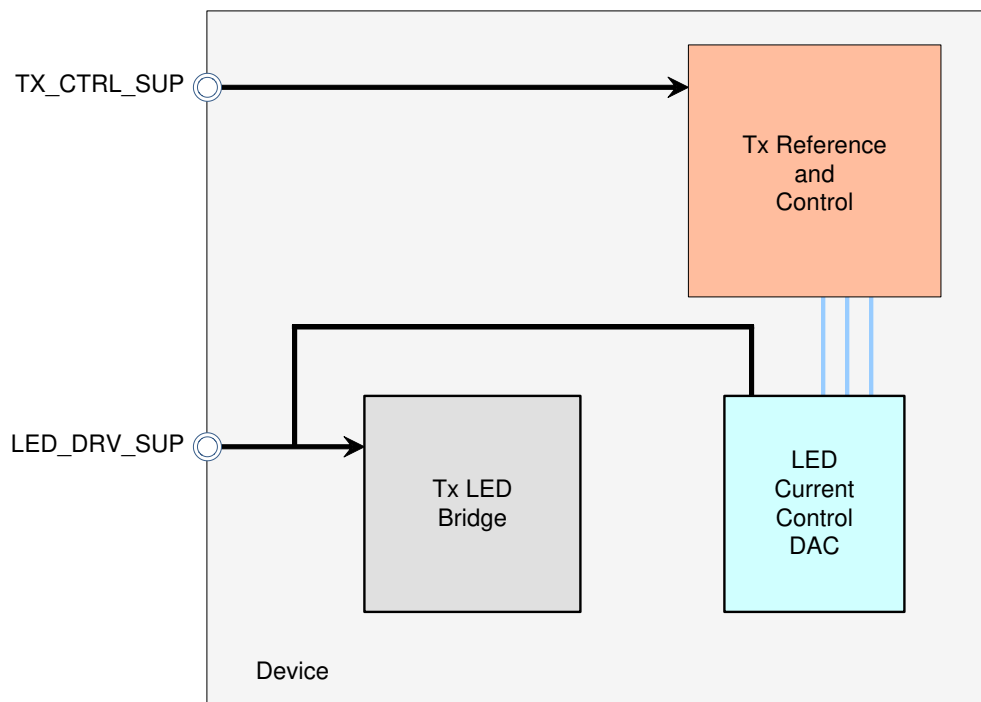 TX_CTRL_SUP
Tx Reference
and
Control
LED_DRV_SUP
Tx LED
Bridge
LED
Current
Control
DAC
Device